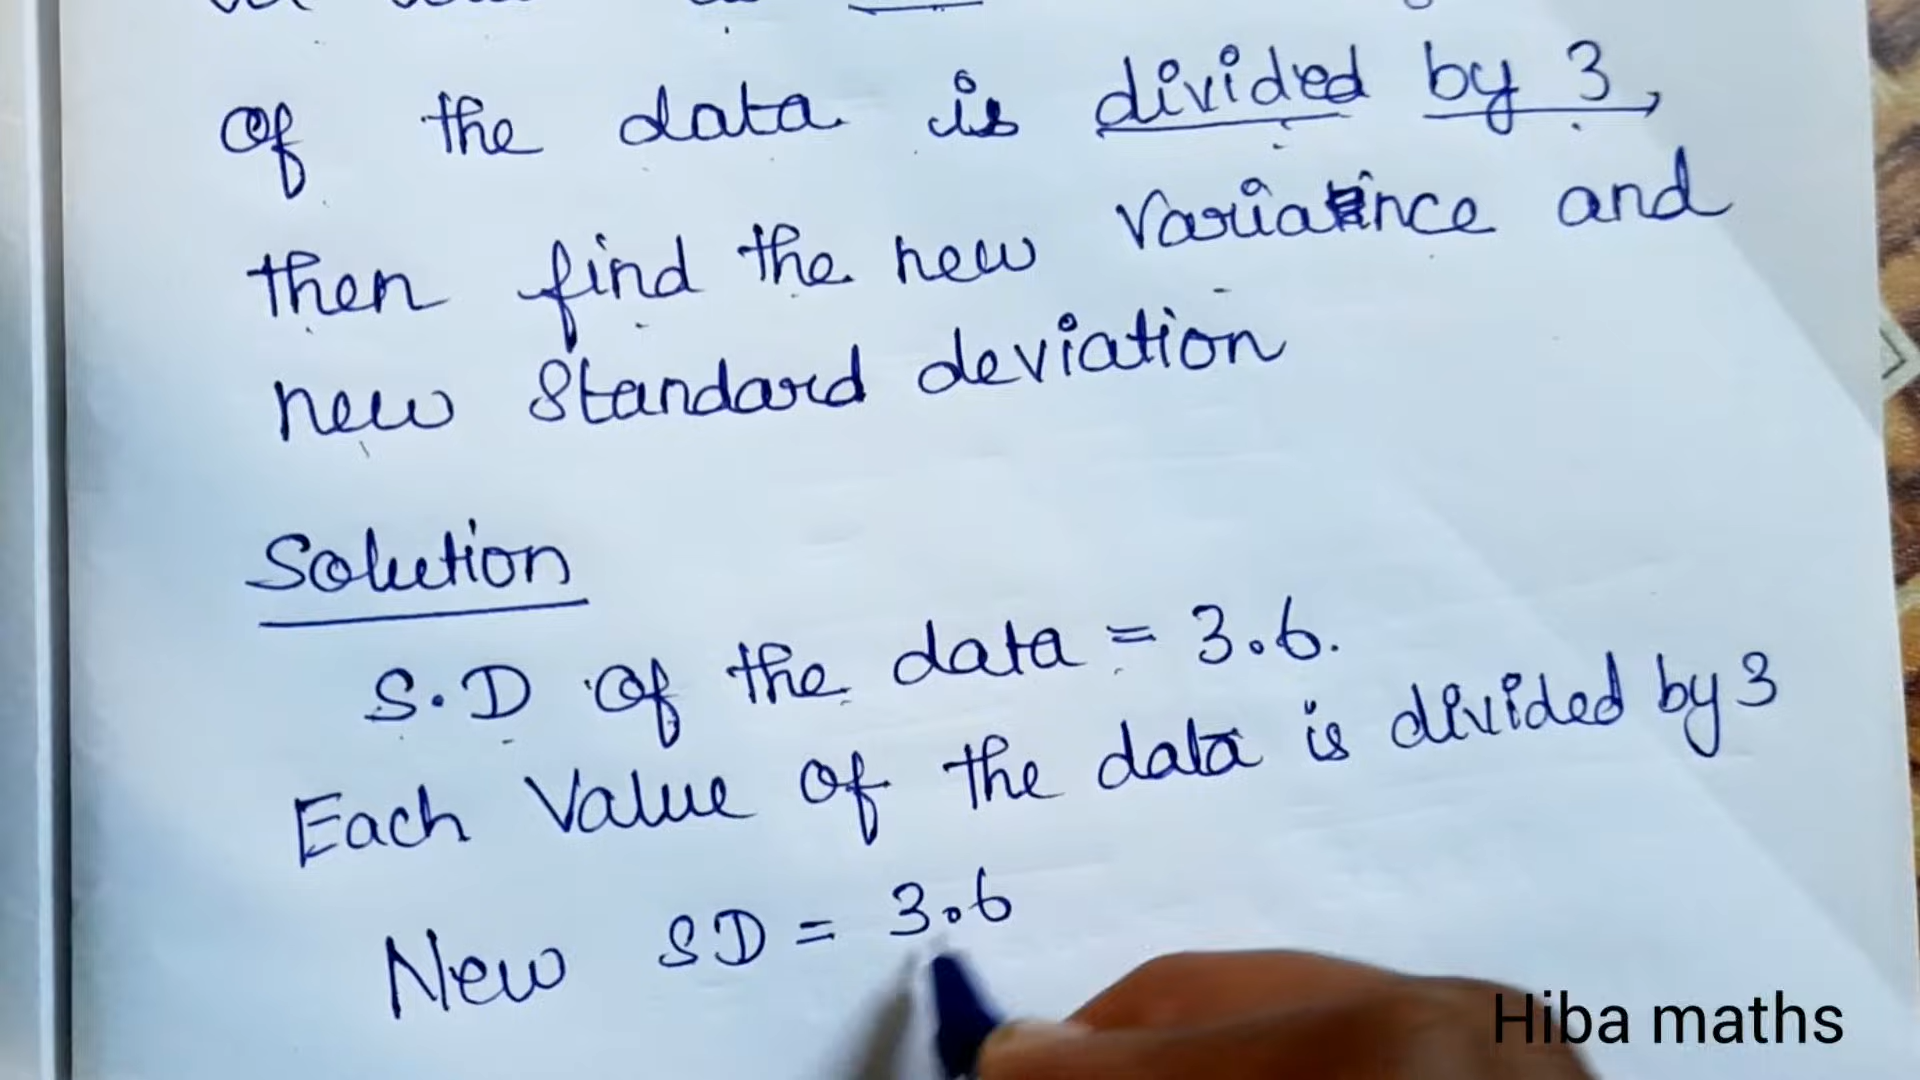 of the data is divided by 3,
then find the new Variance and
new Standard deviation
Solution
S.D of the data = 3.6.
Each Value of the data is divided by 3
New SD = 3.6
Hiba maths